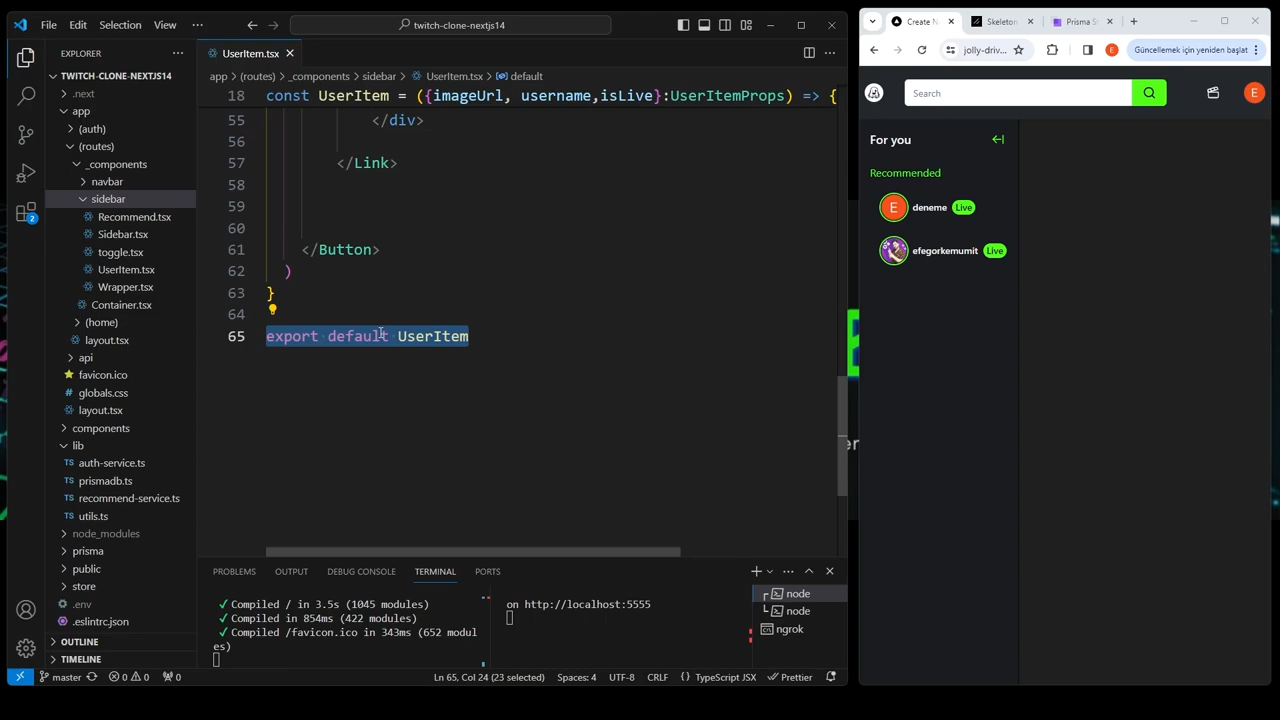 File Edit Selection View ··· twitch-clone-nextjs14
EXPLORER ···
TWITCH-CLONE-NEXTJS14
.next
app
(auth)
(routes)
_components
navbar
sidebar
Recommend.tsx
Sidebar.tsx
toggle.tsx
UserItem.tsx
Wrapper.tsx
Container.tsx
(home)
layout.tsx
api
favicon.ico
globals.css
layout.tsx
components
lib
auth-service.ts
prismadb.ts
recommend-service.ts
utils.ts
node_modules
prisma
public
store
.env
.eslintrc.json
OUTLINE
TIMELINE
2
UserItem.tsx
app > (routes) > _components > sidebar > UserItem.tsx > default
18 const UserItem = ({imageUrl, username,isLive}:UserItemProps) => {
55 </div>
56
57 </Link>
58
59
60
61 </Button>
62 )
63 }
64
65 export default UserItem
PROBLEMS OUTPUT DEBUG CONSOLE TERMINAL PORTS
✓ Compiled / in 3.5s (1045 modules)
✓ Compiled in 854ms (422 modules)
✓ Compiled /favicon.ico in 343ms (652 modul
es)
on http://localhost:5555
node
node
ngrok
master 0 0 0 Ln 65, Col 24 (23 selected) Spaces: 4 UTF-8 CRLF {} TypeScript JSX Prettier
Create N Skeleton Prisma S
jolly-driv... E Güncellemek için yeniden başlat
Search E
For you
Recommended
E deneme Live
efegorkemumit Live
er